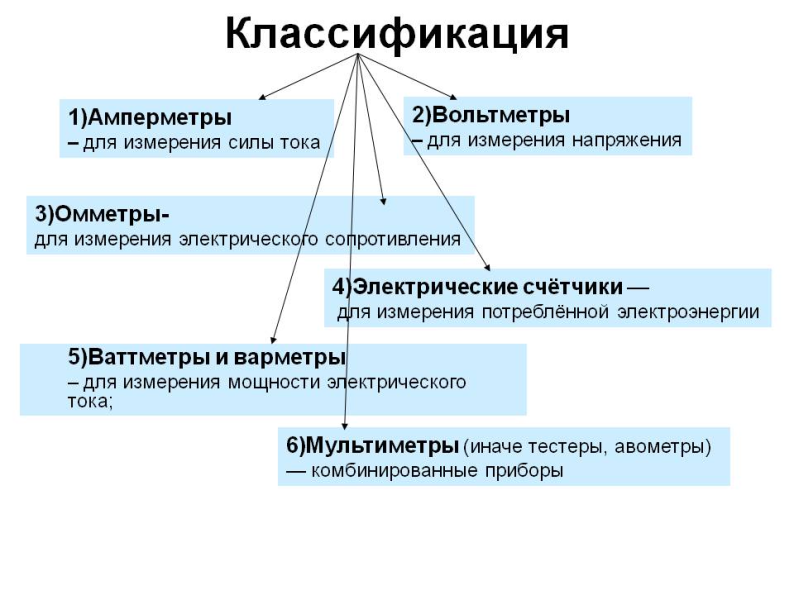 Классификация
1)Амперметры
– для измерения силы тока
2)Вольтметры
– для измерения напряжения
3)Омметры-
для измерения электрического сопротивления
4)Электрические счётчики —
для измерения потреблённой электроэнергии
5)Ваттметры и варметры
– для измерения мощности электрического
тока;
6)Мультиметры (иначе тестеры, авометры)
— комбинированные приборы